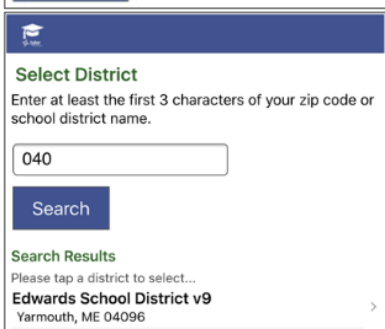 Select District
Enter at least the first 3 characters of your zip code or
school district name.
040
Search
Search Results
Please tap a district to select...
Edwards School District v9
Yarmouth, ME 04096